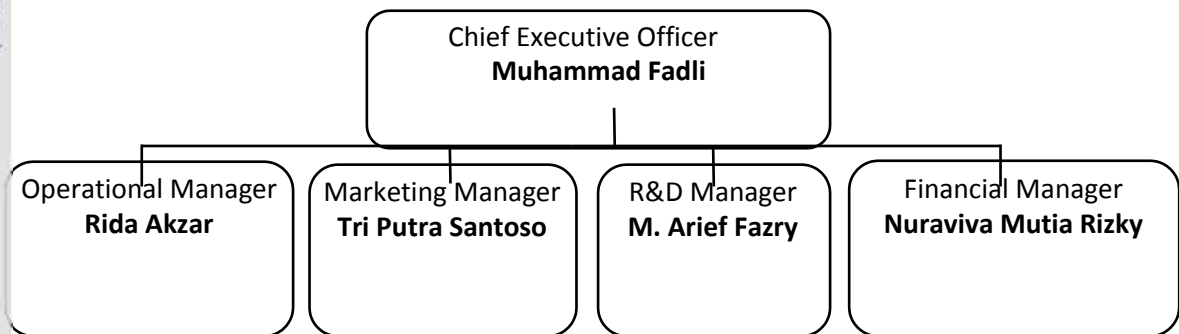 Chief Executive Officer
Muhammad Fadli
Operational Manager
Rida Akzar
Marketing Manager
Tri Putra Santoso
R&D Manager
M. Arief Fazry
Financial Manager
Nuraviva Mutia Rizky